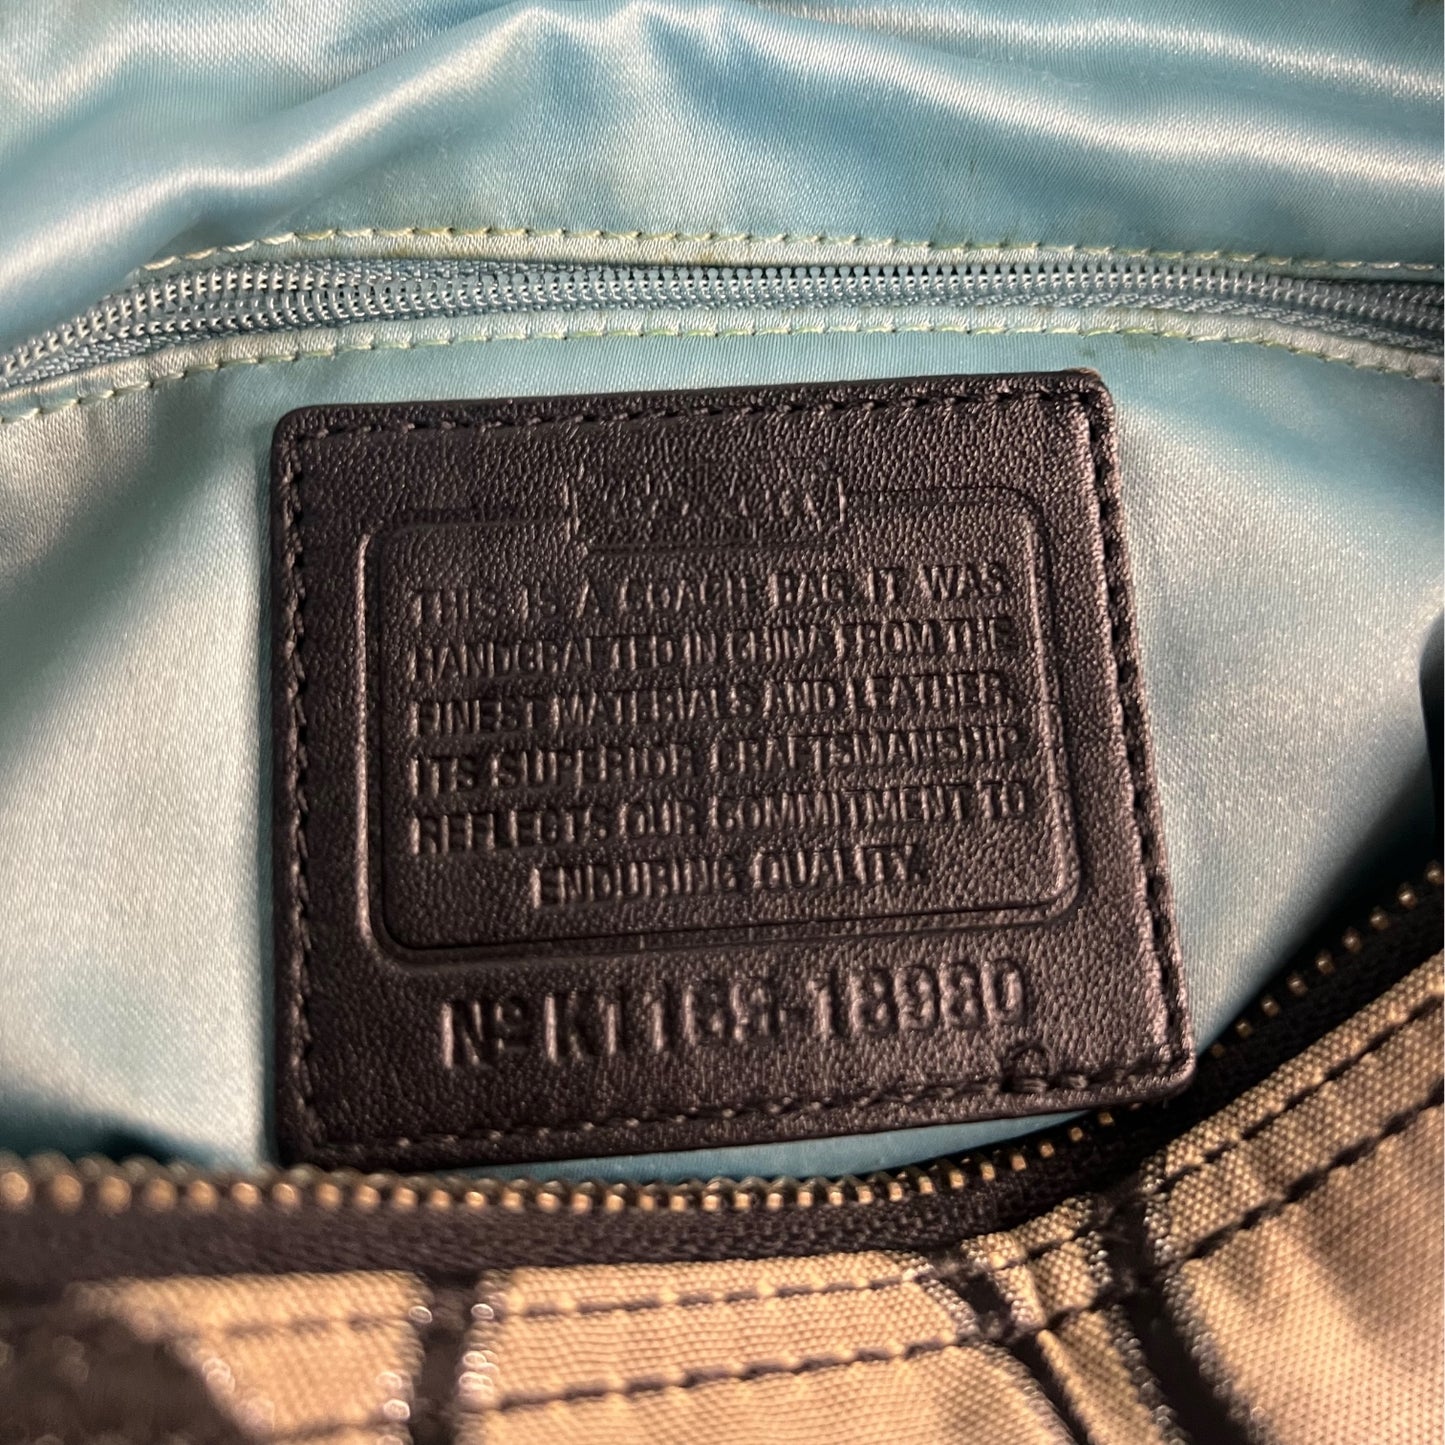 THIS IS A COACH BAG. IT WAS
HANDCRAFTED IN CHINA FROM THE
FINEST MATERIALS AND LEATHER.
ITS SUPERIOR CRAFTSMANSHIP
REFLECTS OUR COMMITMENT TO
ENDURING QUALITY.
Nº K1169-18980